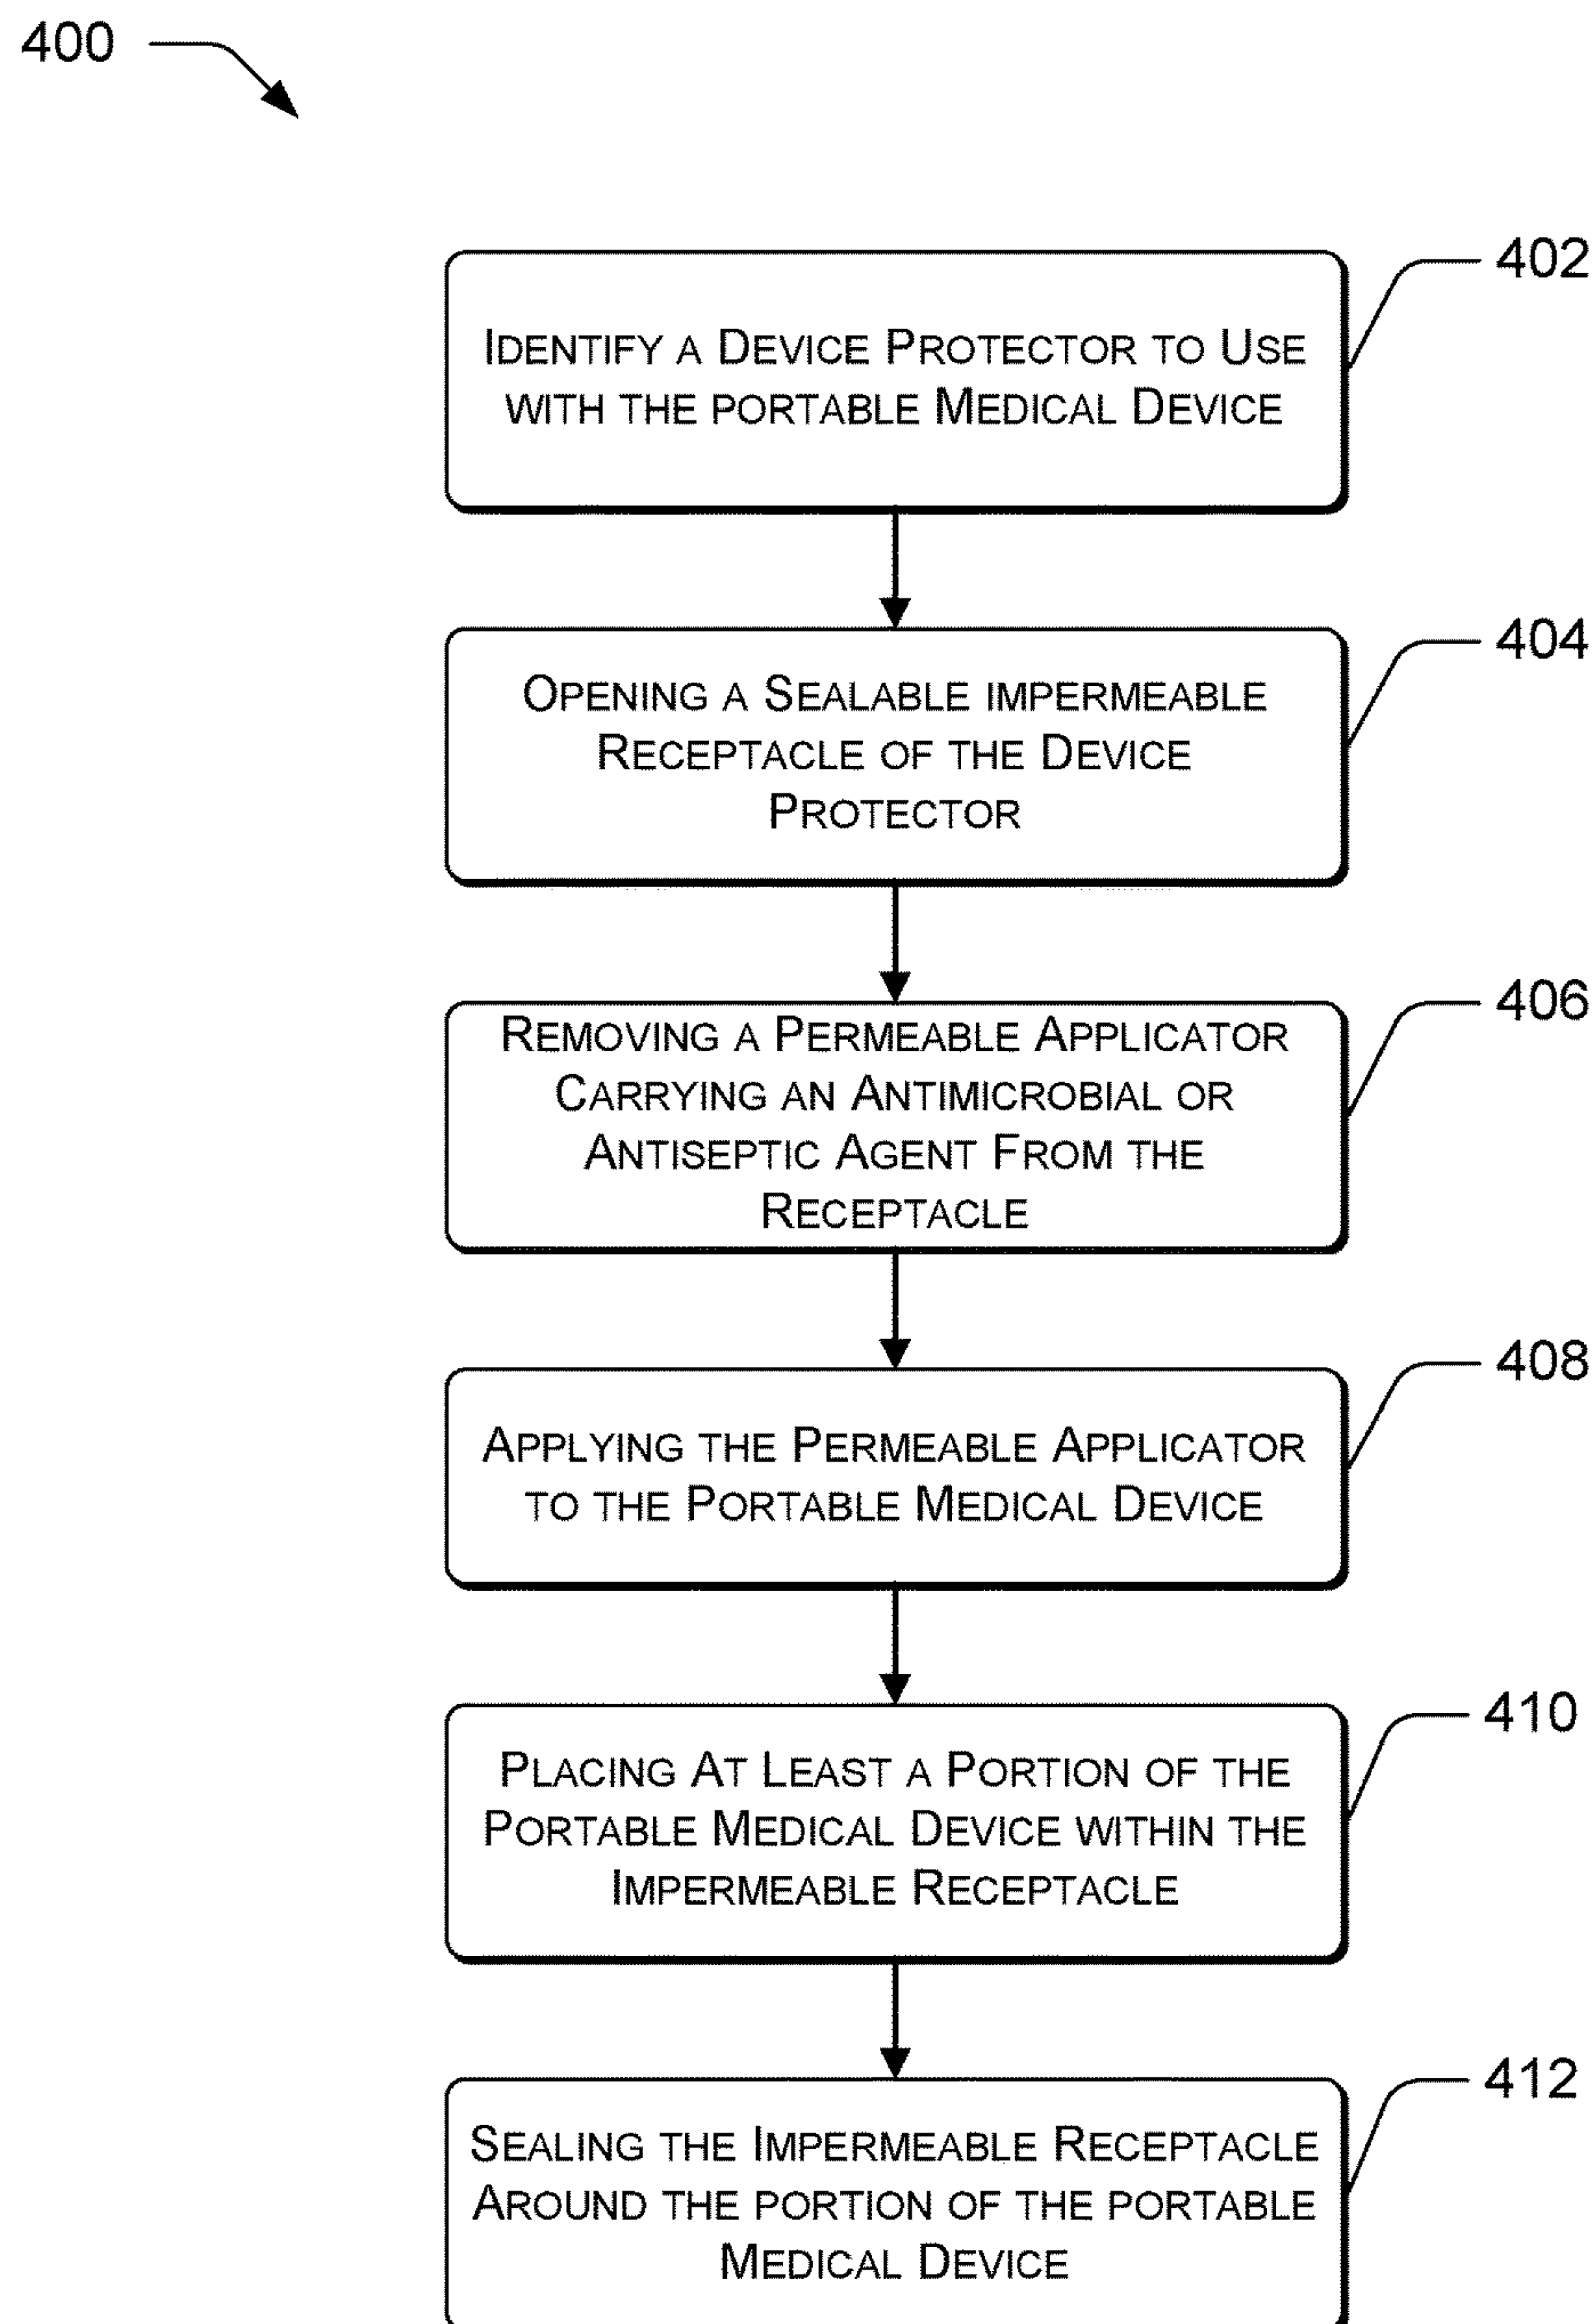 400
402
IDENTIFY A DEVICE PROTECTOR TO USE
WITH THE PORTABLE MEDICAL DEVICE
404
OPENING A SEALABLE IMPERMEABLE
RECEPTACLE OF THE DEVICE
PROTECTOR
406
REMOVING A PERMEABLE APPLICATOR
CARRYING AN ANTIMICROBIAL OR
ANTISEPTIC AGENT FROM THE
RECEPTACLE
408
APPLYING THE PERMEABLE APPLICATOR
TO THE PORTABLE MEDICAL DEVICE
410
PLACING AT LEAST A PORTION OF THE
PORTABLE MEDICAL DEVICE WITHIN THE
IMPERMEABLE RECEPTACLE
412
SEALING THE IMPERMEABLE RECEPTACLE
AROUND THE PORTION OF THE PORTABLE
MEDICAL DEVICE